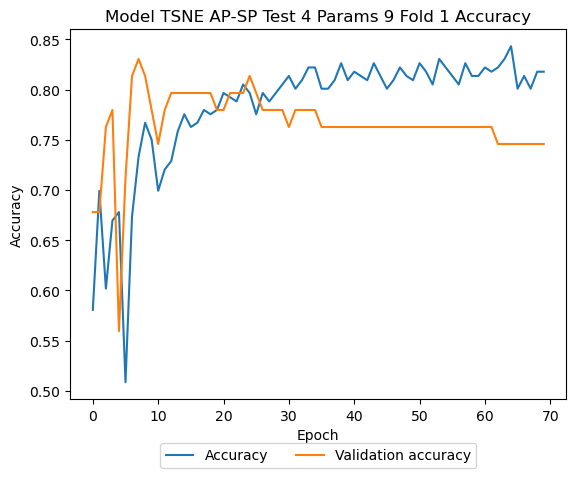 Model TSNE AP-SP Test 4 Params 9 Fold 1 Accuracy
0.85
0.80
0.75
0.70
0.65
0.60
0.55
0.50
Accuracy
0 10 20 30 40 50 60 70
Epoch
Accuracy Validation accuracy